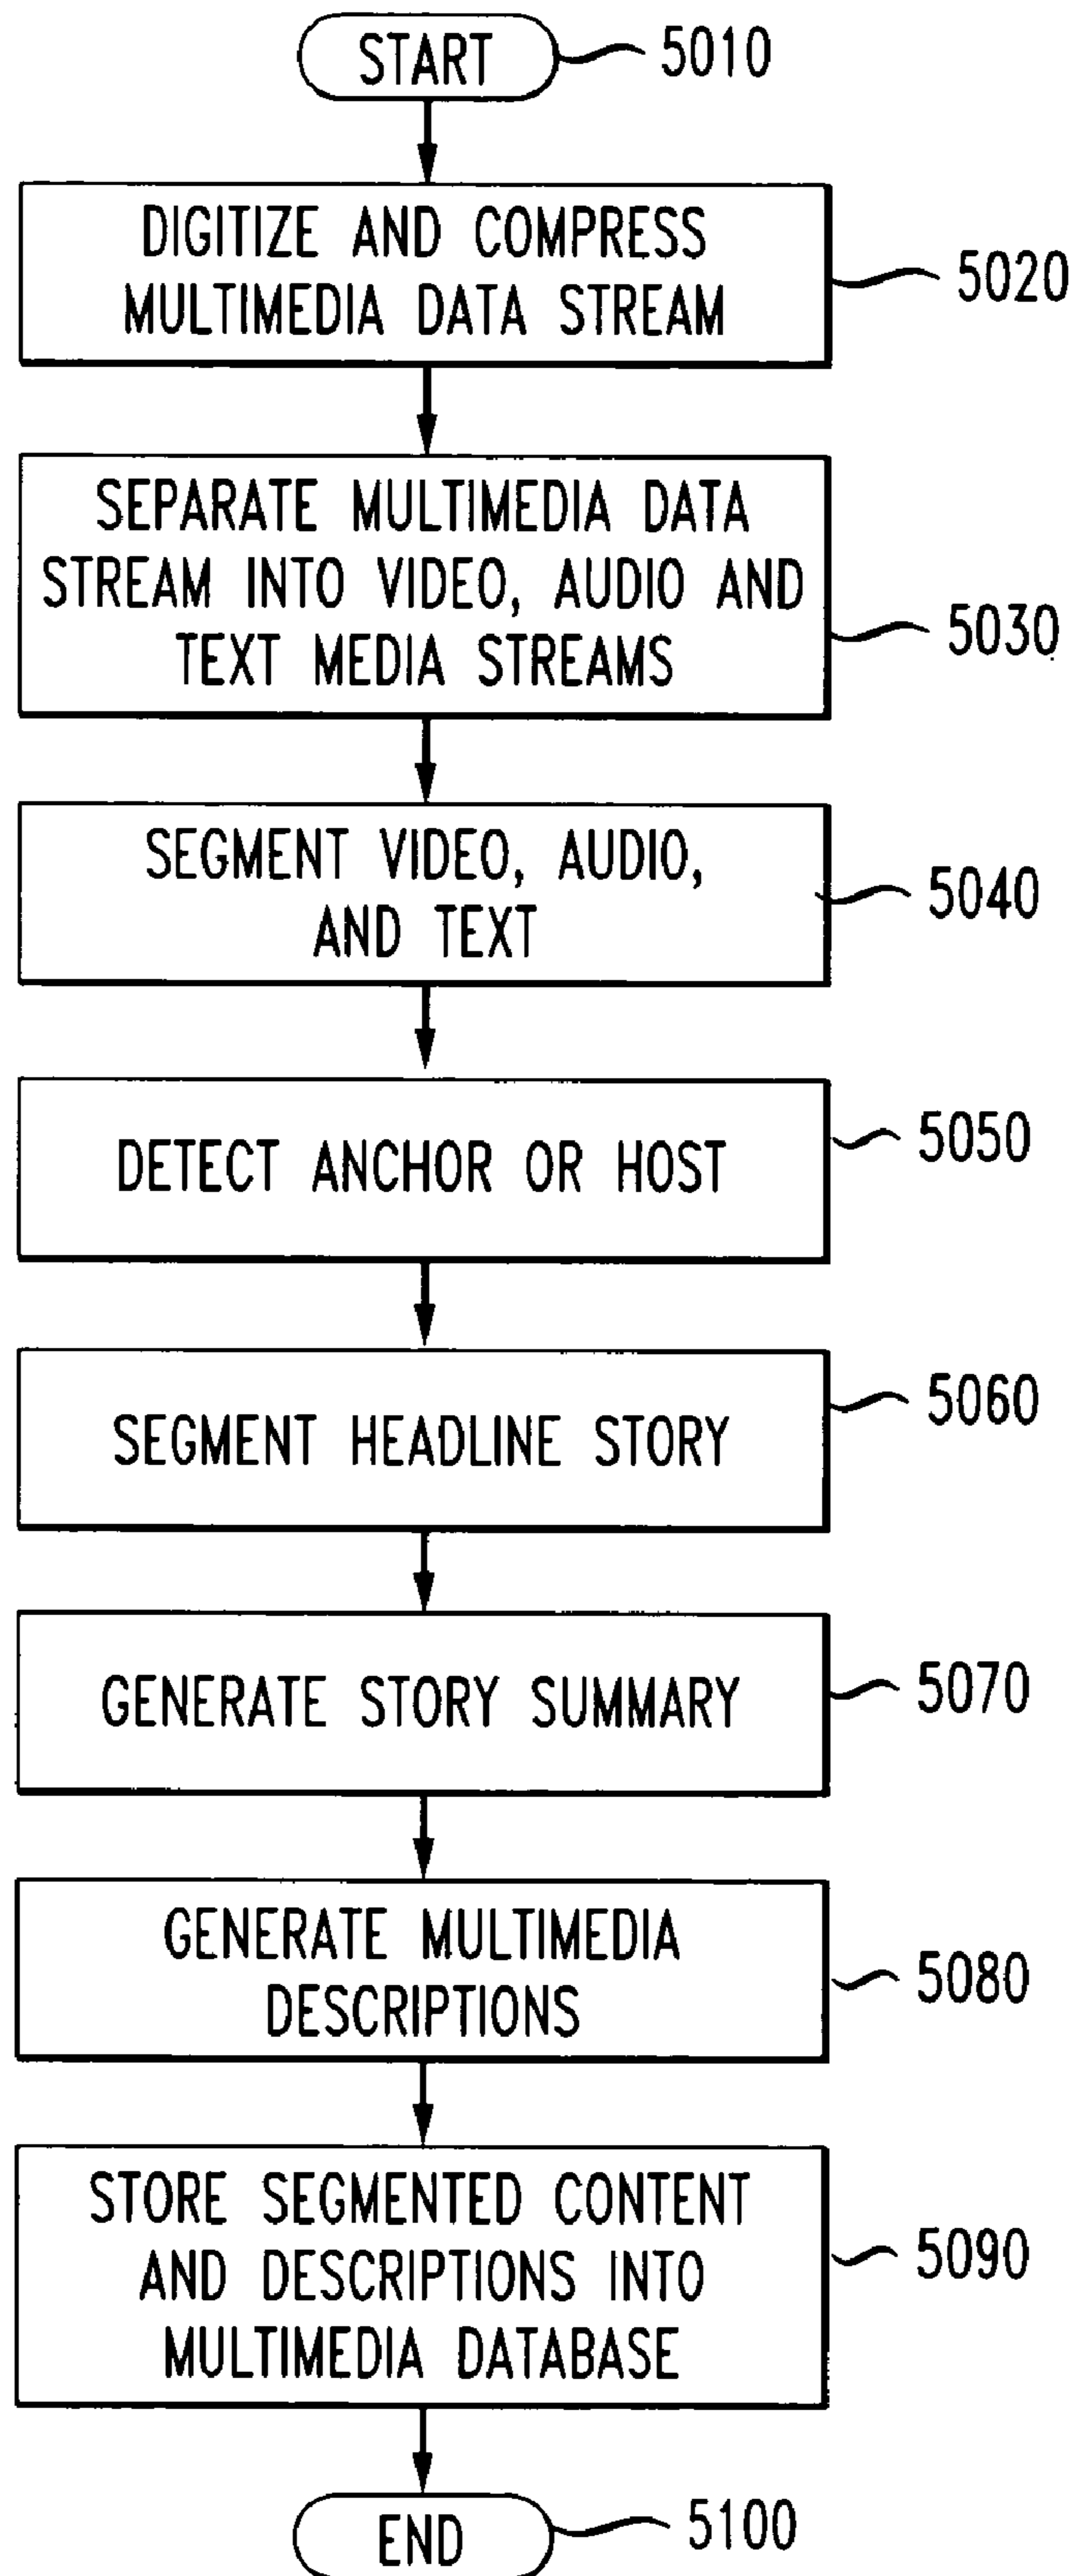 START
5010
DIGITIZE AND COMPRESS
MULTIMEDIA DATA STREAM
5020
SEPARATE MULTIMEDIA DATA
STREAM INTO VIDEO, AUDIO AND
TEXT MEDIA STREAMS
5030
SEGMENT VIDEO, AUDIO,
AND TEXT
5040
DETECT ANCHOR OR HOST
5050
SEGMENT HEADLINE STORY
5060
GENERATE STORY SUMMARY
5070
GENERATE MULTIMEDIA
DESCRIPTIONS
5080
STORE SEGMENTED CONTENT
AND DESCRIPTIONS INTO
MULTIMEDIA DATABASE
5090
END
5100